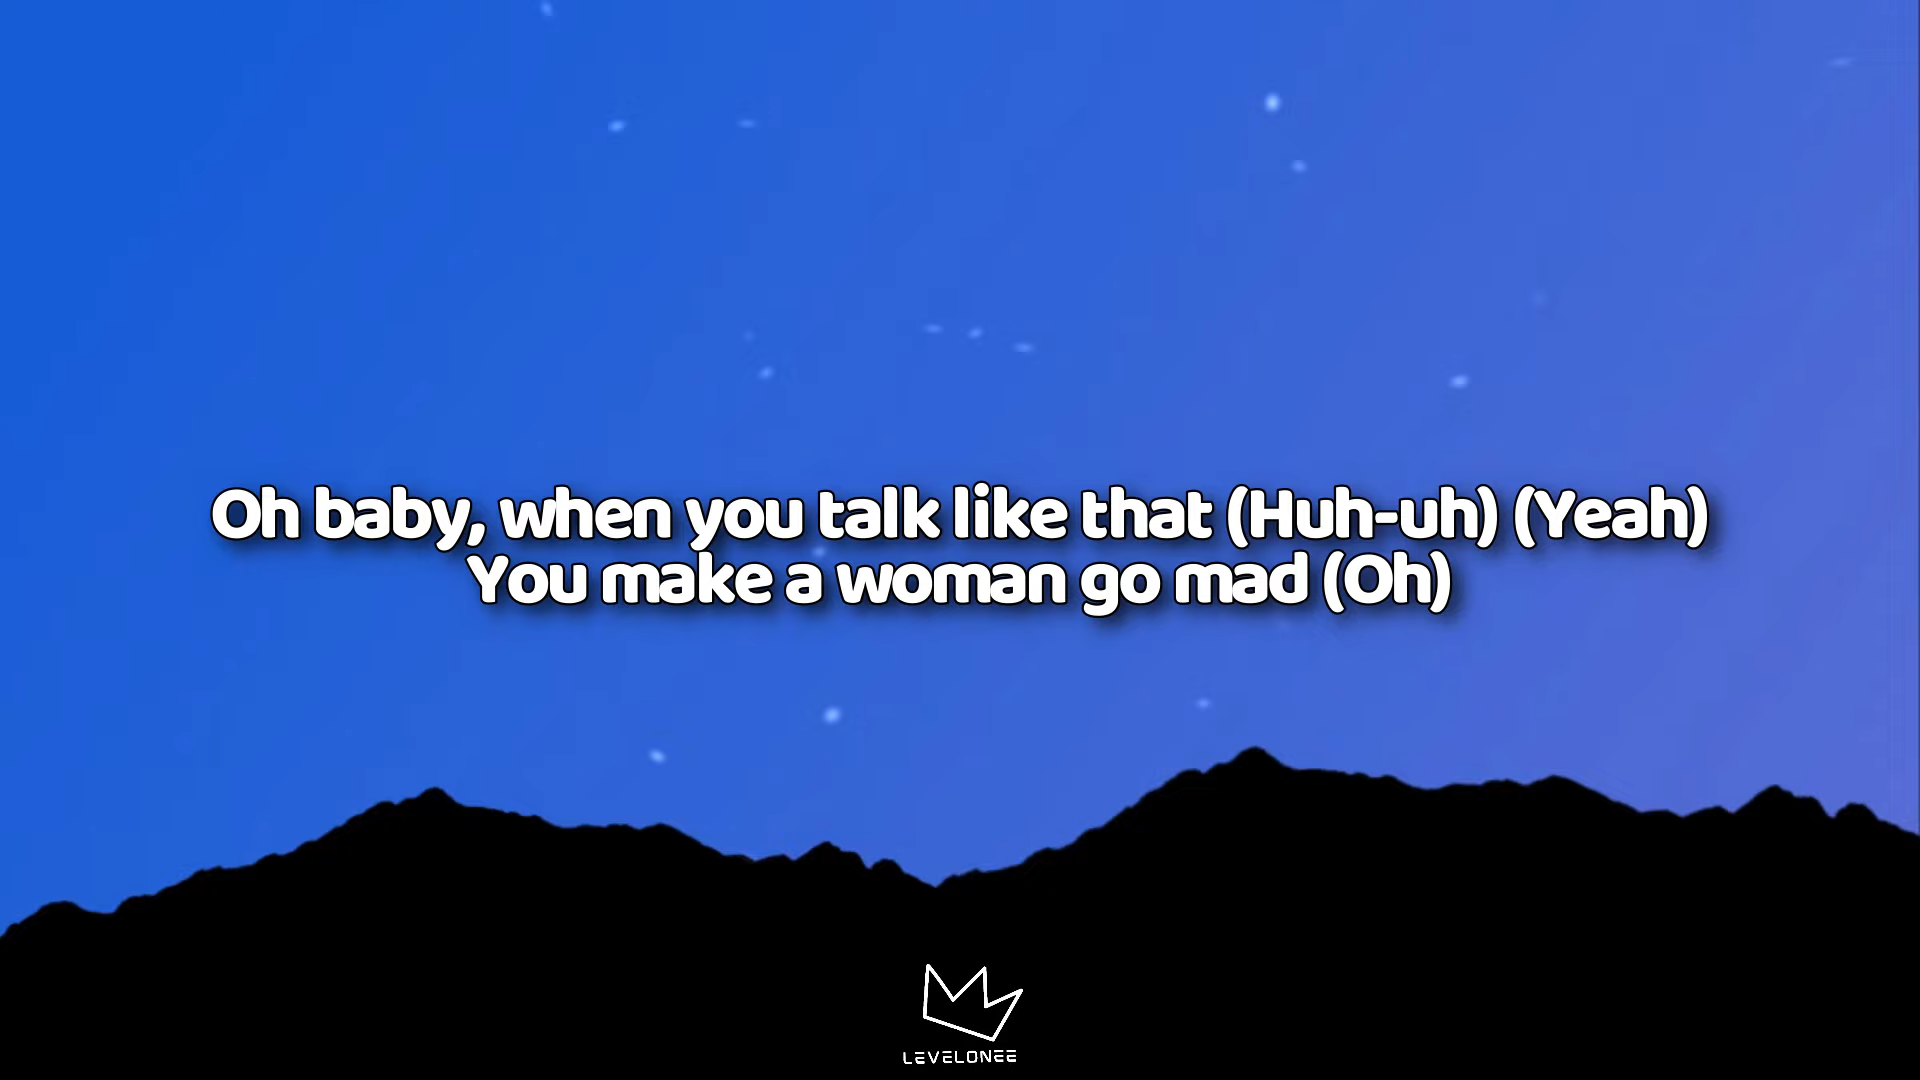 Oh baby, when you talk like that (Huh-uh) (Yeah)
You make a woman go mad (Oh)
LEVELONEE